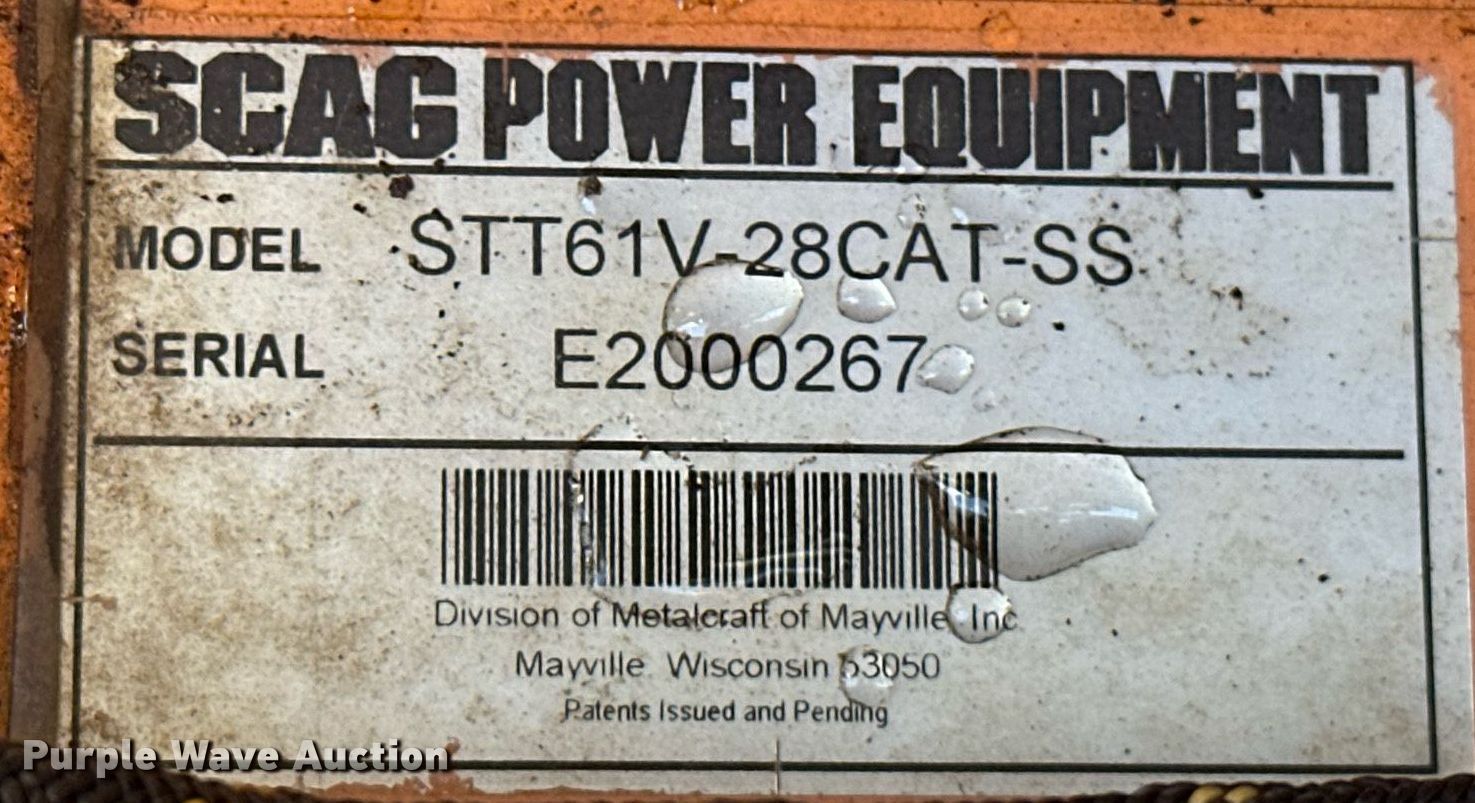 SCAG POWER EQUIPMENT
MODEL STT61V-28CAT-SS
SERIAL E2000267
Division of Metalcraft of Mayville Inc
Mayville Wisconsin 53050
Patents Issued and Pending
Purple Wave Auction